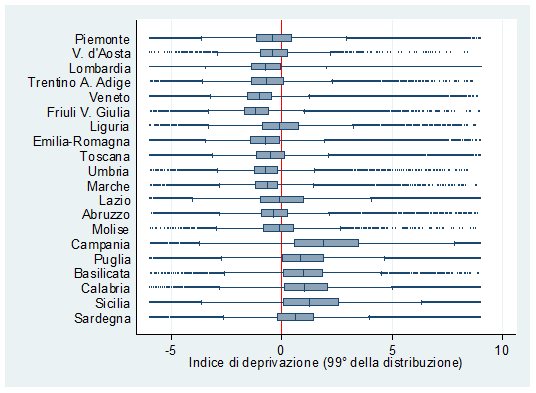 Piemonte
V. d'Aosta
Lombardia
Trentino A. Adige
Veneto
Friuli V. Giulia
Liguria
Emilia-Romagna
Toscana
Umbria
Marche
Lazio
Abruzzo
Molise
Campania
Puglia
Basilicata
Calabria
Sicilia
Sardegna
-5 0 5 10
Indice di deprivazione (99° della distribuzione)